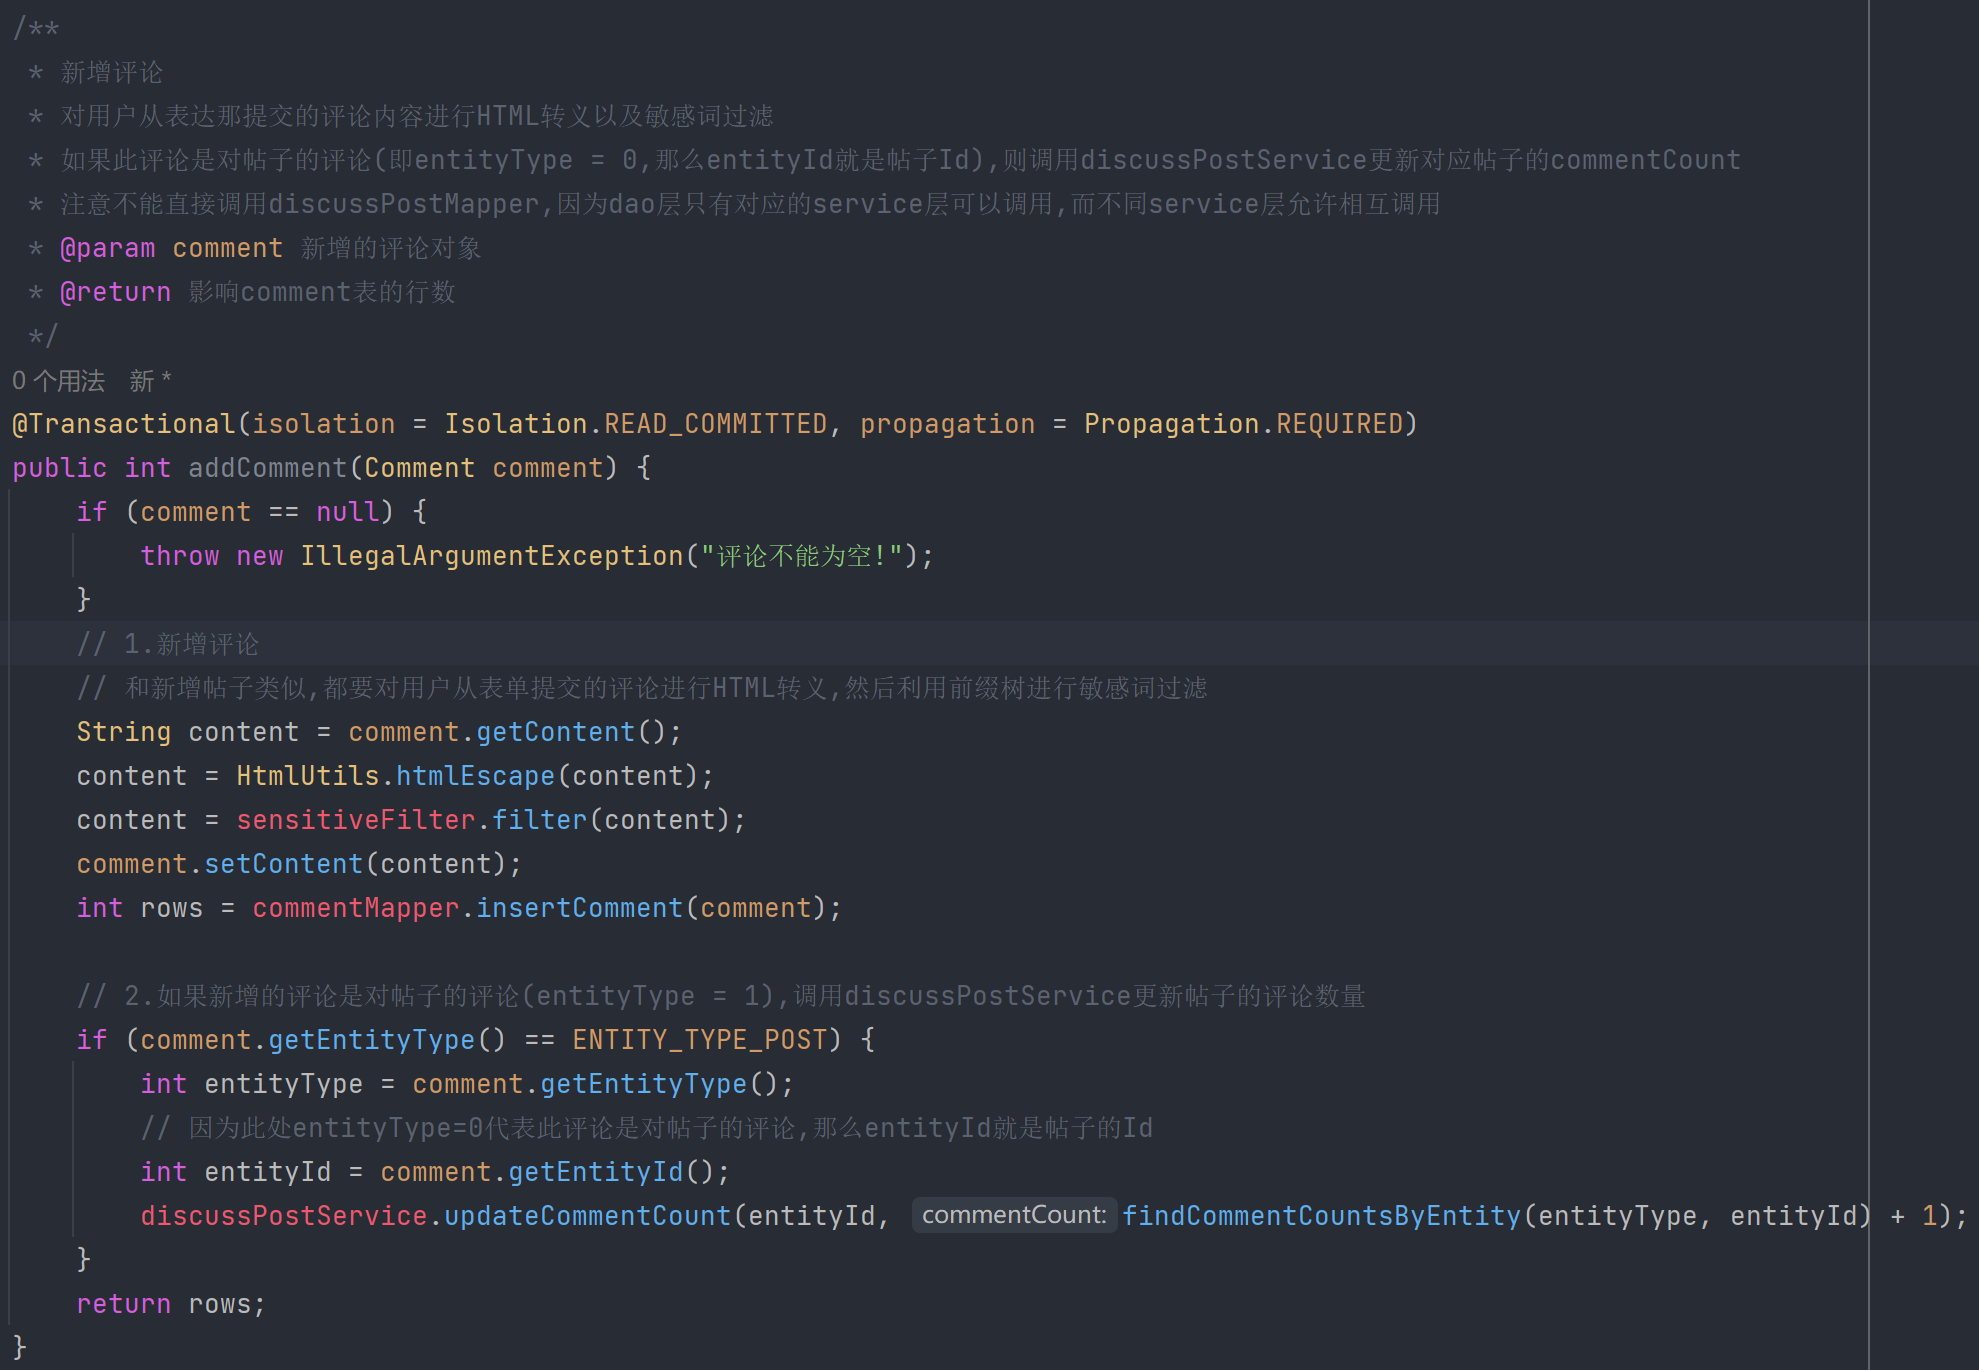 /**
 * 新增评论
 * 对用户从表达那提交的评论内容进行HTML转义以及敏感词过滤
 * 如果此评论是对帖子的评论(即entityType = 0,那么entityId就是帖子Id),则调用discussPostService更新对应帖子的commentCount
 * 注意不能直接调用discussPostMapper,因为dao层只有对应的service层可以调用,而不同service层允许相互调用
 * @param comment 新增的评论对象
 * @return 影响comment表的行数
 */
0 个用法 新 *
@Transactional(isolation = Isolation.READ_COMMITTED, propagation = Propagation.REQUIRED)
public int addComment(Comment comment) {
    if (comment == null) {
        throw new IllegalArgumentException("评论不能为空!");
    }
    // 1.新增评论
    // 和新增帖子类似,都要对用户从表单提交的评论进行HTML转义,然后利用前缀树进行敏感词过滤
    String content = comment.getContent();
    content = HtmlUtils.htmlEscape(content);
    content = sensitiveFilter.filter(content);
    comment.setContent(content);
    int rows = commentMapper.insertComment(comment);
    // 2.如果新增的评论是对帖子的评论(entityType = 1),调用discussPostService更新帖子的评论数量
    if (comment.getEntityType() == ENTITY_TYPE_POST) {
        int entityType = comment.getEntityType();
        // 因为此处entityType=0代表此评论是对帖子的评论,那么entityId就是帖子的Id
        int entityId = comment.getEntityId();
        discussPostService.updateCommentCount(entityId, commentCount: findCommentCountsByEntity(entityType, entityId) + 1);
    }
    return rows;
}